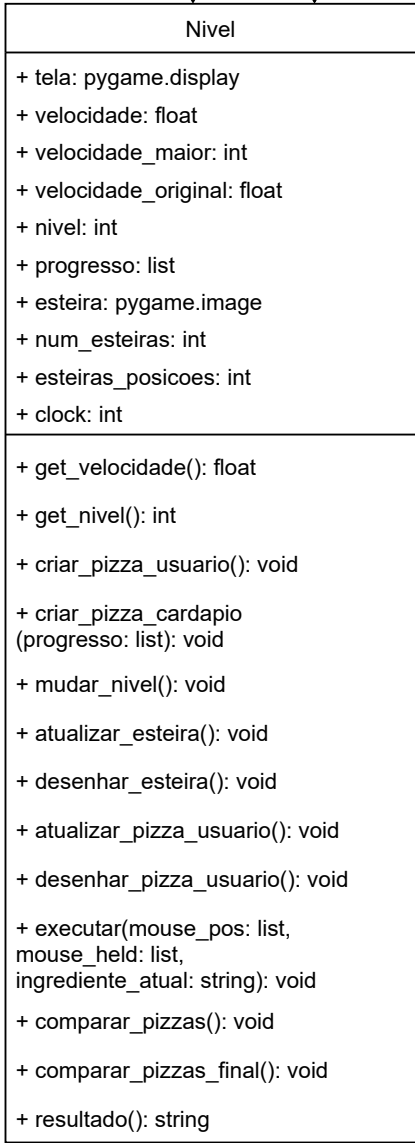 Nivel
+ tela: pygame.display
+ velocidade: float
+ velocidade_maior: int
+ velocidade_original: float
+ nivel: int
+ progresso: list
+ esteira: pygame.image
+ num_esteiras: int
+ esteiras_posicoes: int
+ clock: int
+ get_velocidade(): float
+ get_nivel(): int
+ criar_pizza_usuario(): void
+ criar_pizza_cardapio
(progresso: list): void
+ mudar_nivel(): void
+ atualizar_esteira(): void
+ desenhar_esteira(): void
+ atualizar_pizza_usuario(): void
+ desenhar_pizza_usuario(): void
+ executar(mouse_pos: list,
mouse_held: list,
ingrediente_atual: string): void
+ comparar_pizzas(): void
+ comparar_pizzas_final(): void
+ resultado(): string